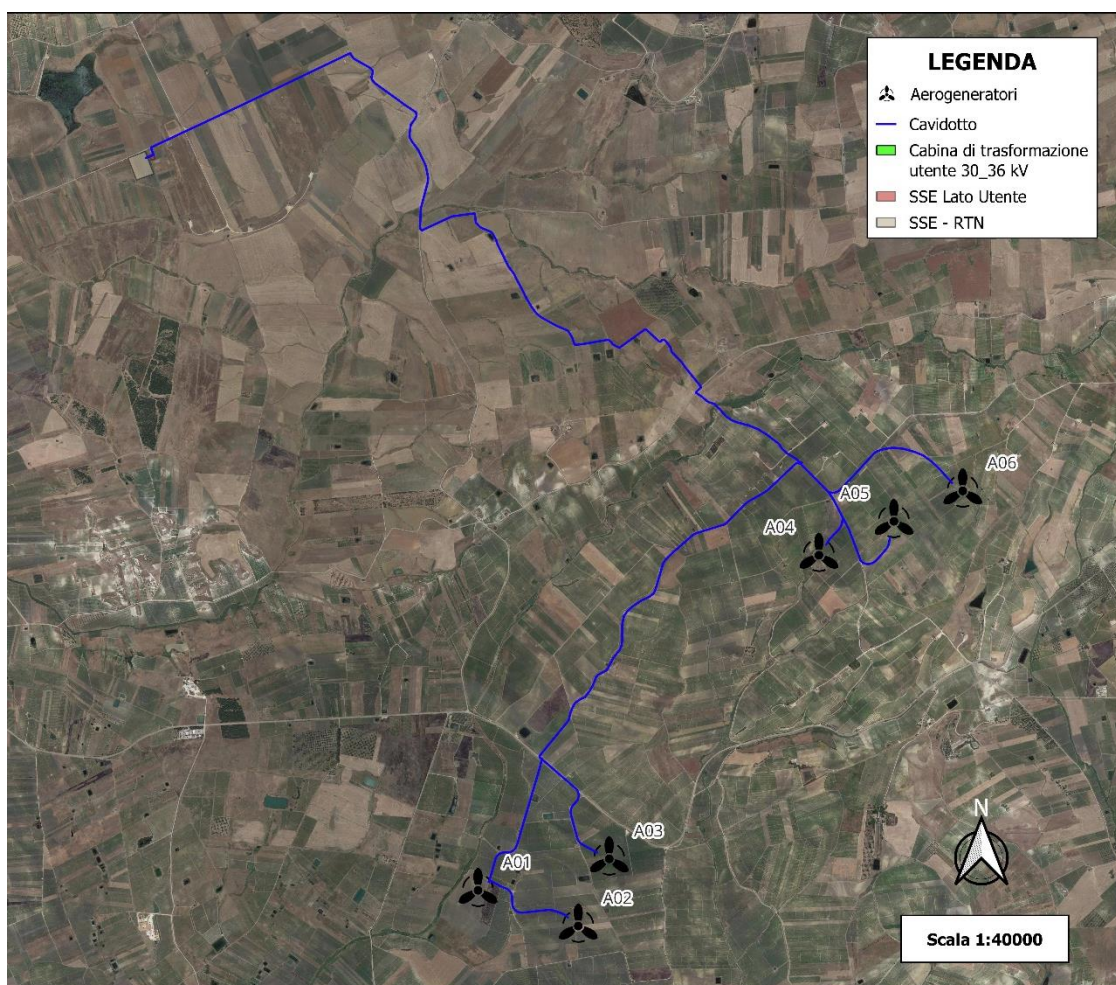 LEGENDA
Aerogeneratori
Cavidotto
Cabina di trasformazione
utente 30_36 kV
SSE Lato Utente
SSE - RTN
A06
A05
A04
A03
A01
A02
N
Scala 1:40000